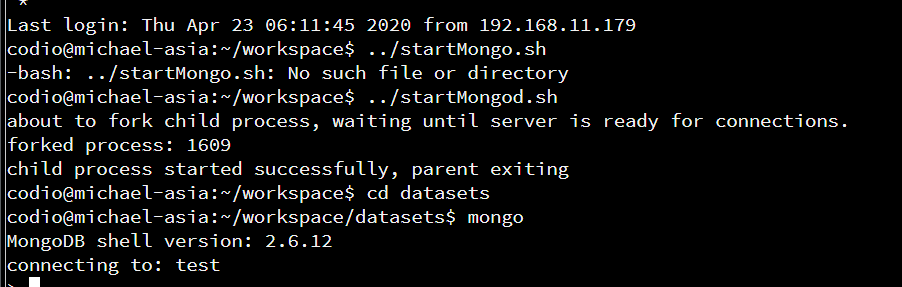 *
Last login: Thu Apr 23 06:11:45 2020 from 192.168.11.179
codio@michael-asia:~/workspace$ ../startMongo.sh
-bash: ../startMongo.sh: No such file or directory
codio@michael-asia:~/workspace$ ../startMongod.sh
about to fork child process, waiting until server is ready for connections.
forked process: 1609
child process started successfully, parent exiting
codio@michael-asia:~/workspace$ cd datasets
codio@michael-asia:~/workspace/datasets$ mongo
MongoDB shell version: 2.6.12
connecting to: test
>